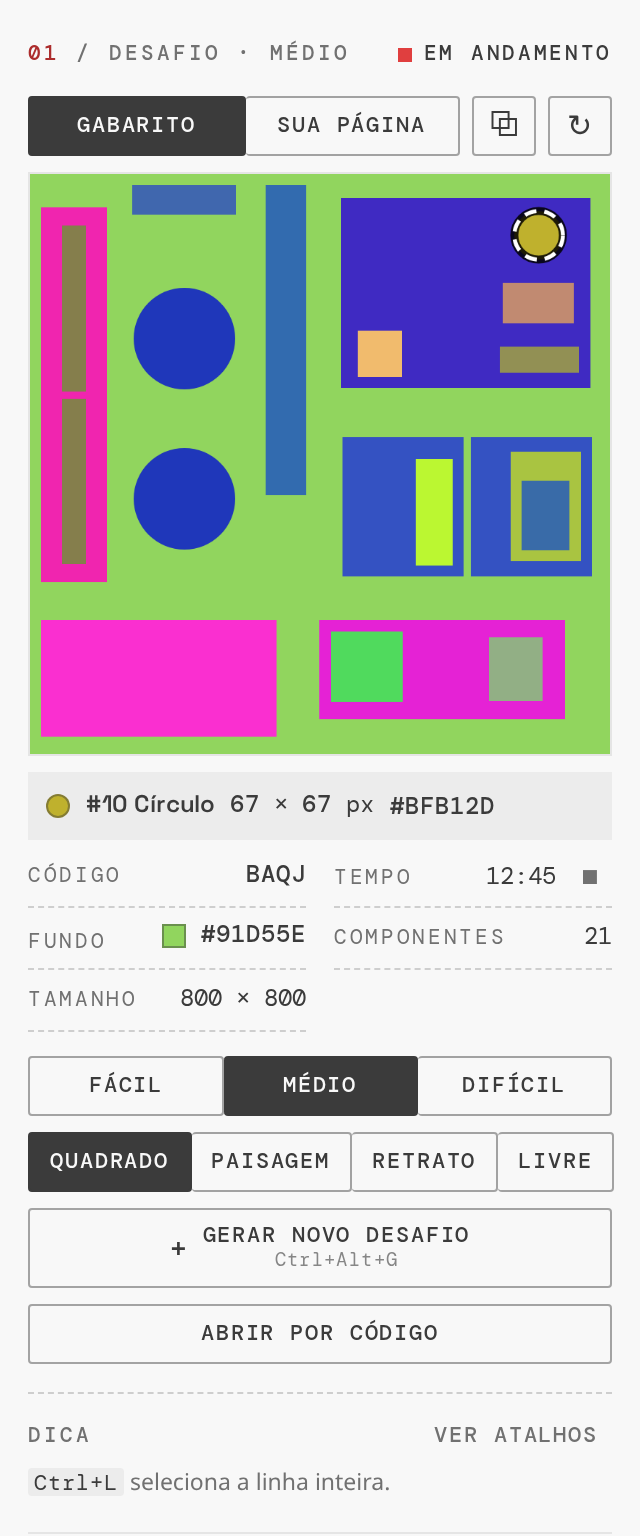 01 / DESAFIO · MÉDIO EM ANDAMENTO
GABARITO SUA PÁGINA ↻
#10 Círculo 67 × 67 px #BFB12D
CÓDIGO BAQJ TEMPO 12:45
FUNDO #91D55E COMPONENTES 21
TAMANHO 800 × 800
FÁCIL MÉDIO DIFÍCIL
QUADRADO PAISAGEM RETRATO LIVRE
+ GERAR NOVO DESAFIO
Ctrl+Alt+G
ABRIR POR CÓDIGO
DICA VER ATALHOS
Ctrl+L seleciona a linha inteira.